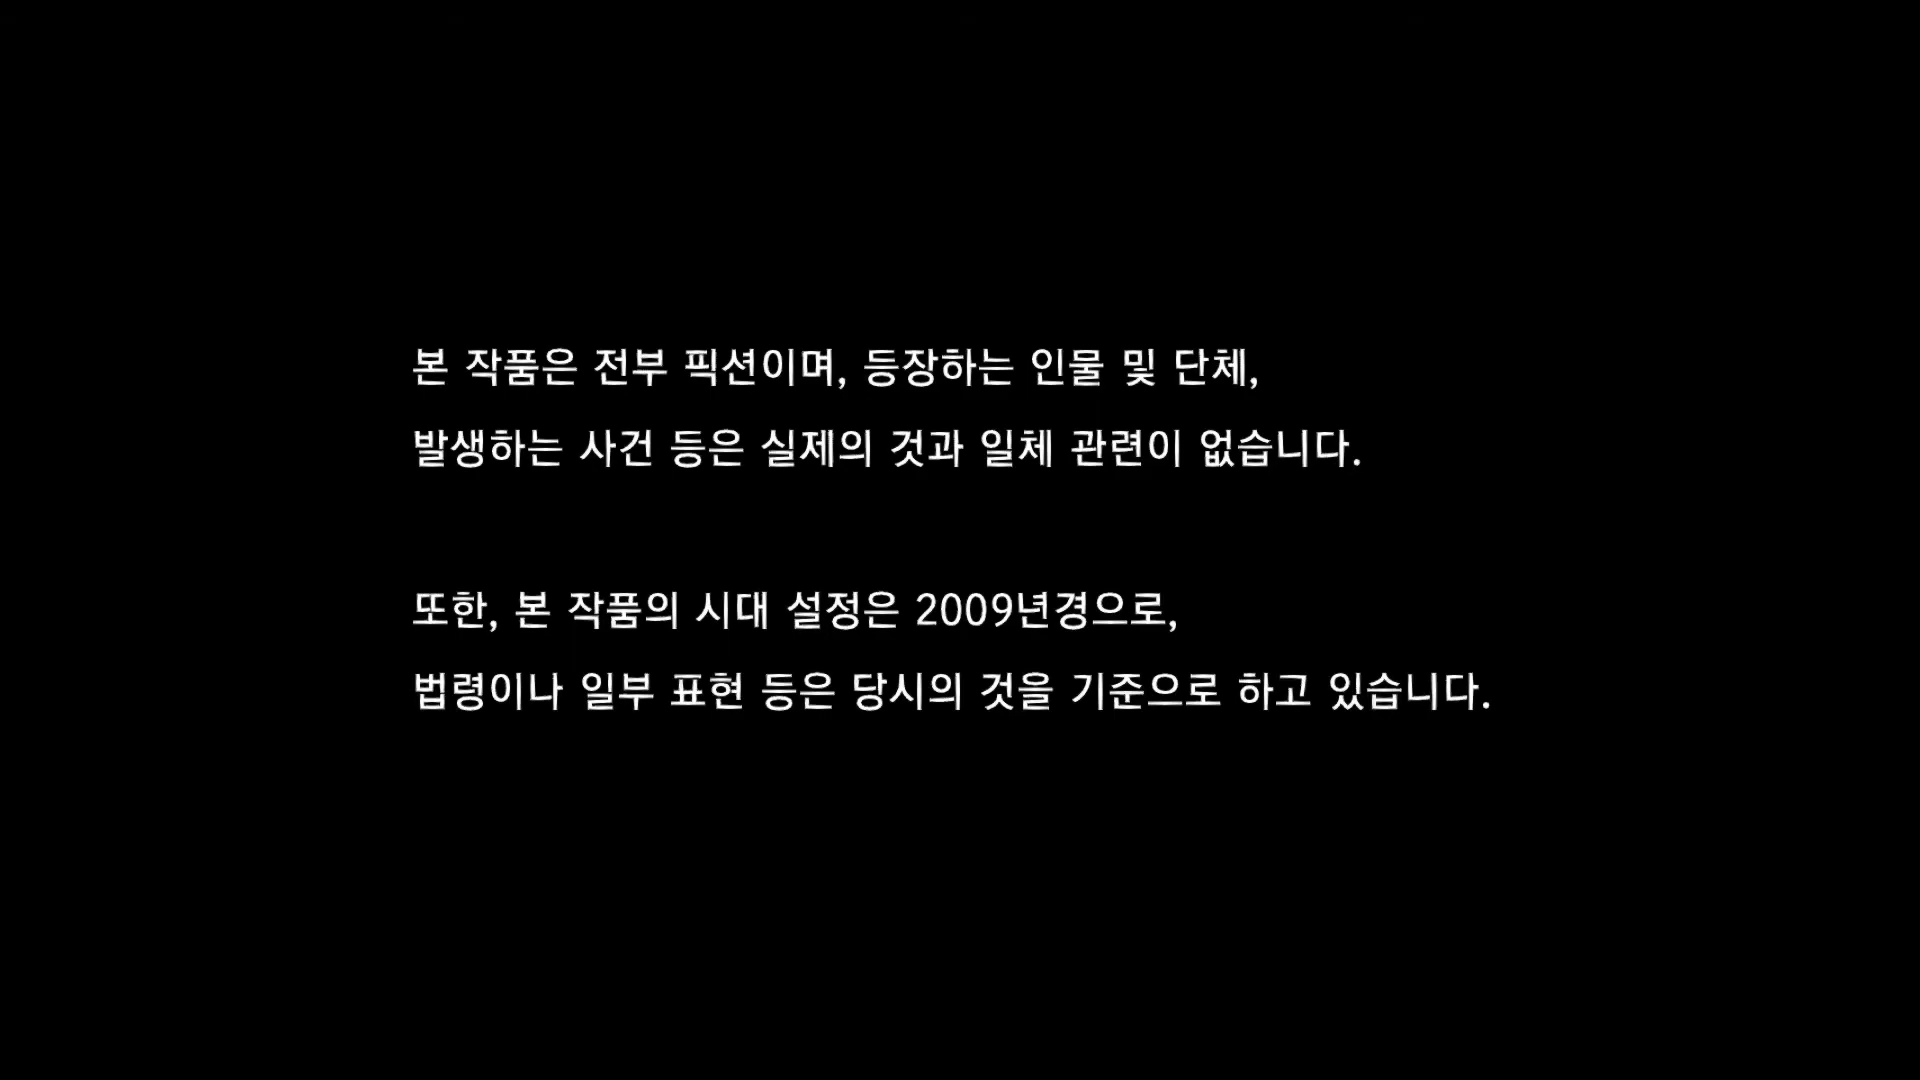 본 작품은 전부 픽션이며, 등장하는 인물 및 단체,
발생하는 사건 등은 실제의 것과 일체 관련이 없습니다.
또한, 본 작품의 시대 설정은 2009년경으로,
법령이나 일부 표현 등은 당시의 것을 기준으로 하고 있습니다.